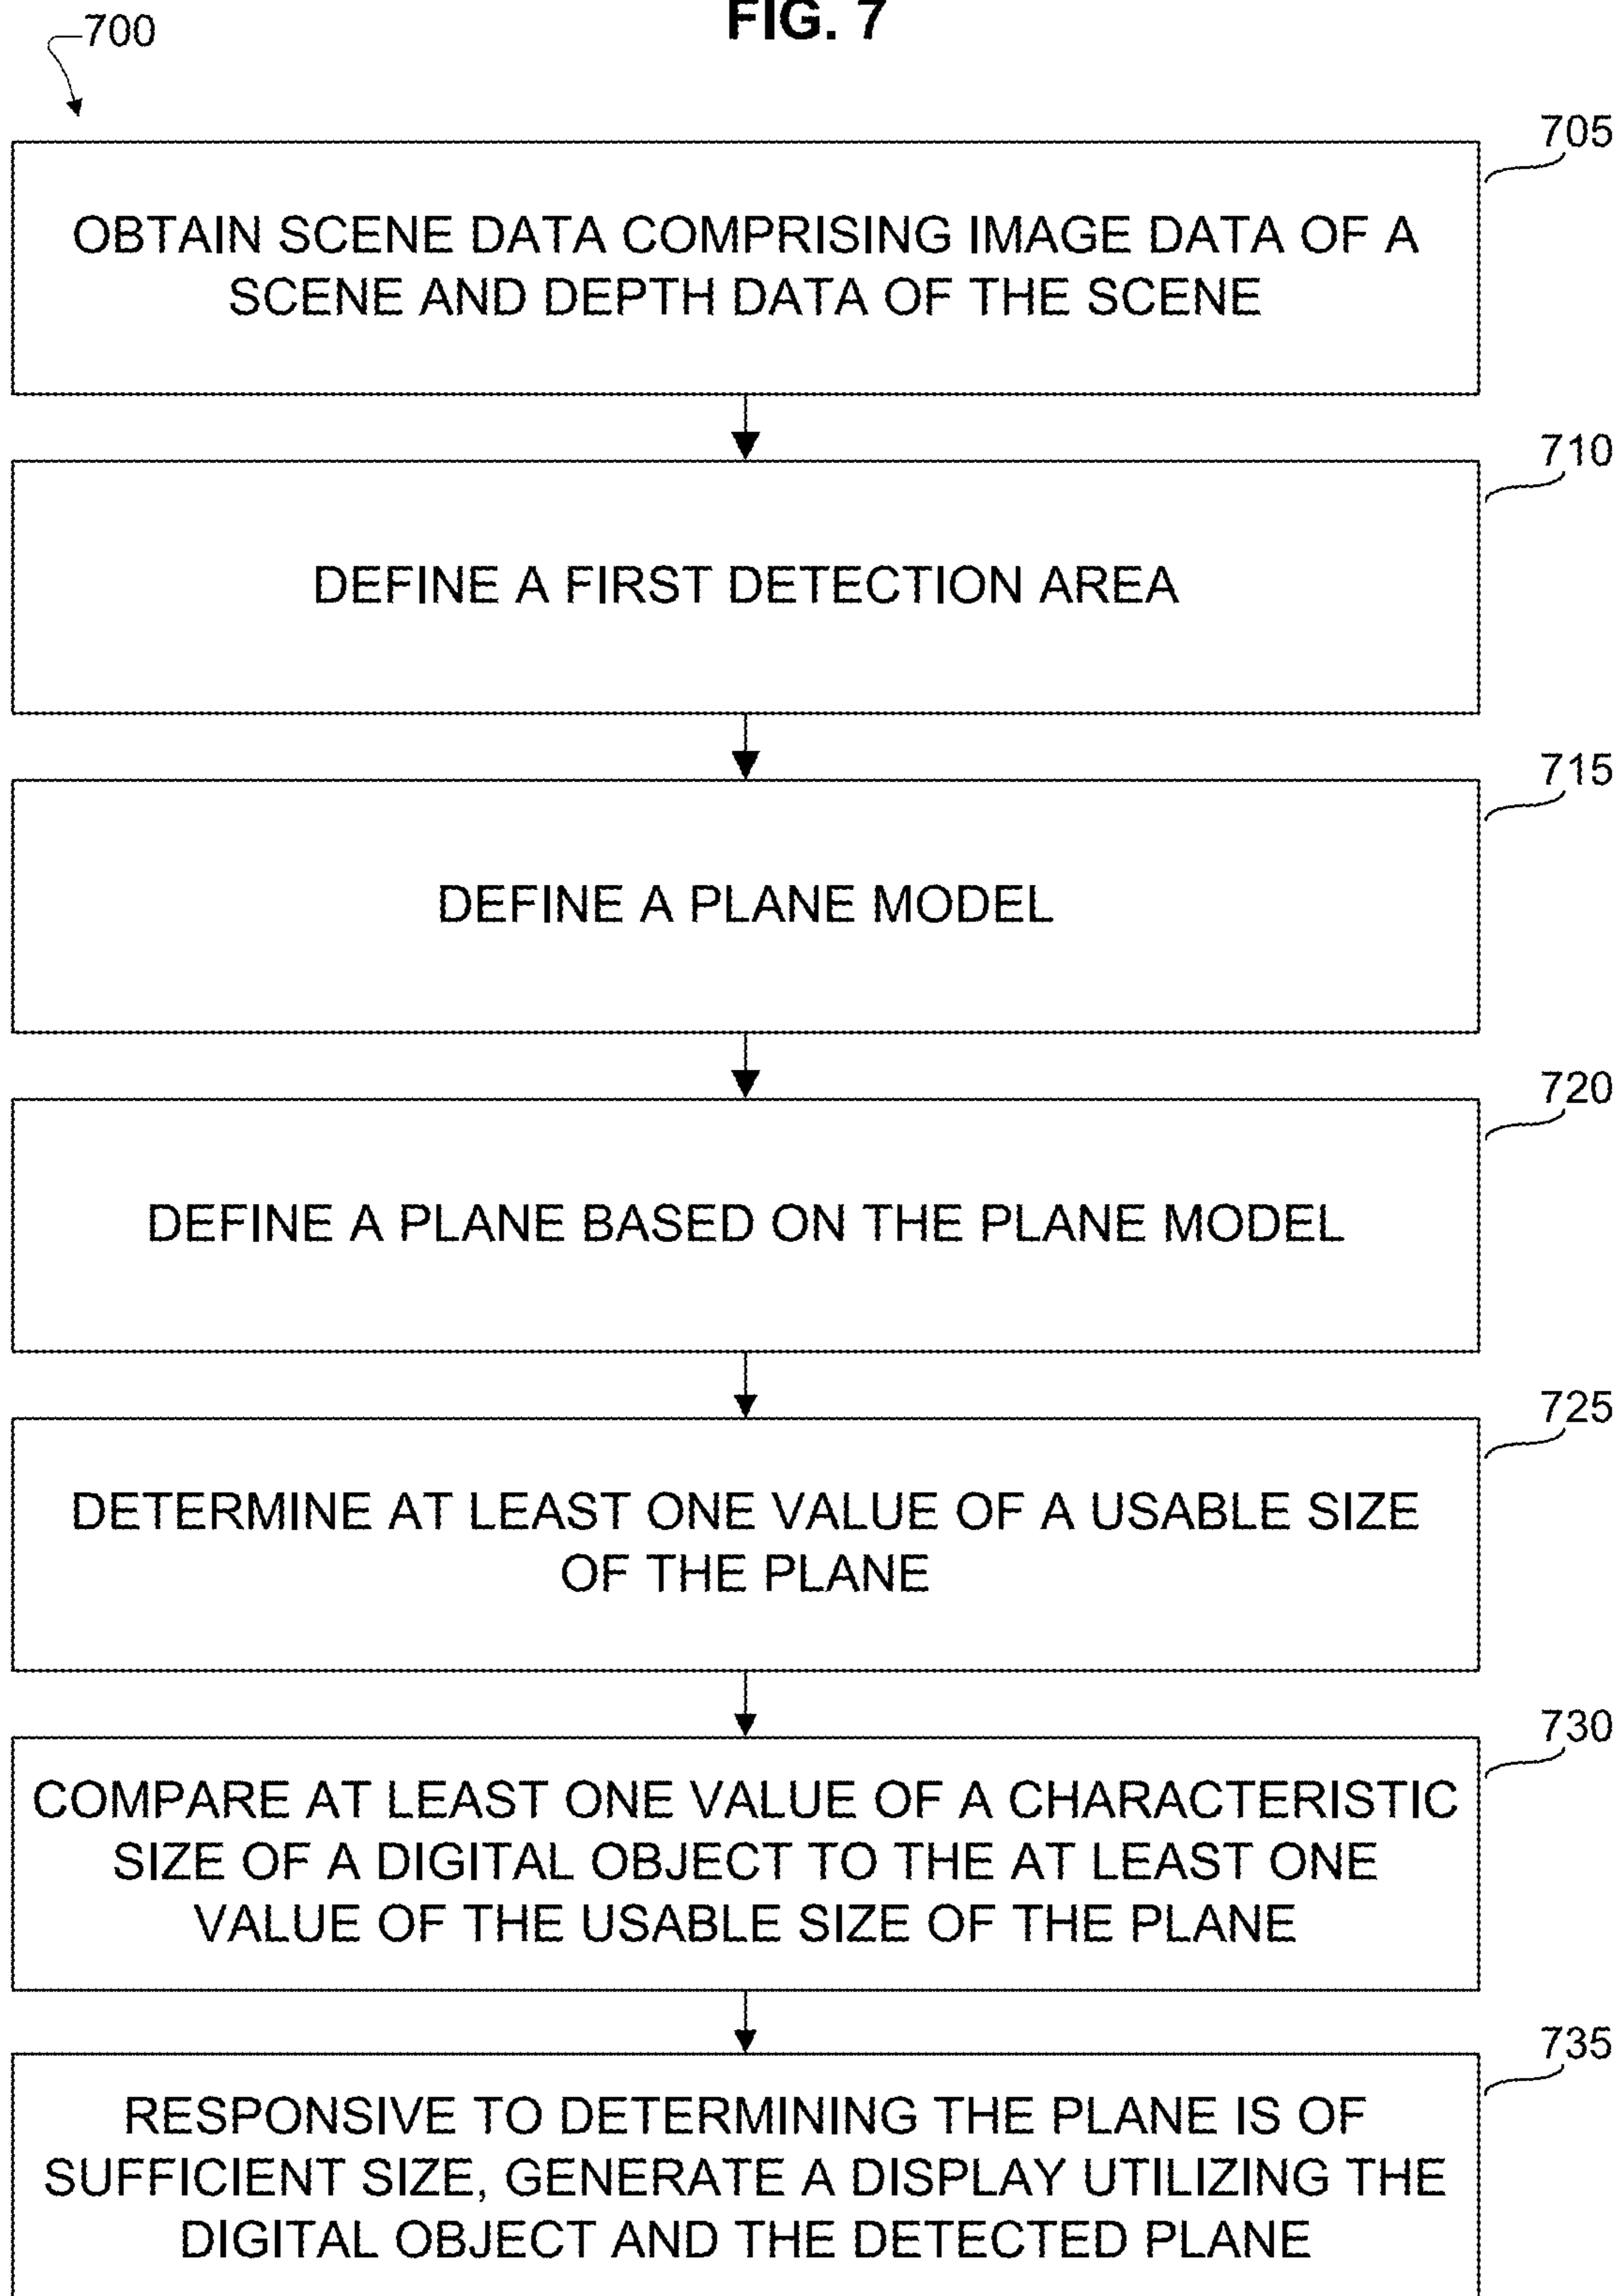 FIG. 7
700
705
OBTAIN SCENE DATA COMPRISING IMAGE DATA OF A
SCENE AND DEPTH DATA OF THE SCENE
710
DEFINE A FIRST DETECTION AREA
715
DEFINE A PLANE MODEL
720
DEFINE A PLANE BASED ON THE PLANE MODEL
725
DETERMINE AT LEAST ONE VALUE OF A USABLE SIZE
OF THE PLANE
730
COMPARE AT LEAST ONE VALUE OF A CHARACTERISTIC
SIZE OF A DIGITAL OBJECT TO THE AT LEAST ONE
VALUE OF THE USABLE SIZE OF THE PLANE
735
RESPONSIVE TO DETERMINING THE PLANE IS OF
SUFFICIENT SIZE, GENERATE A DISPLAY UTILIZING THE
DIGITAL OBJECT AND THE DETECTED PLANE